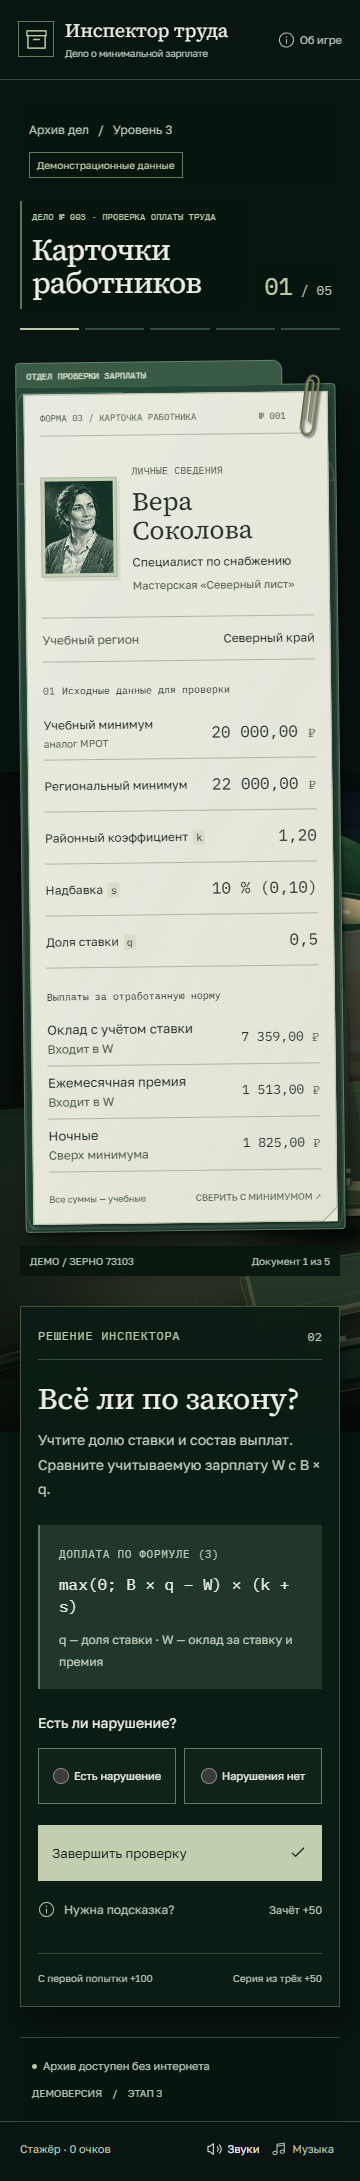 Инспектор труда
Дело о минимальной зарплате
Об игре
Архив дел / Уровень 3
Демонстрационные данные
ДЕЛО № 003 · ПРОВЕРКА ОПЛАТЫ ТРУДА
Карточки
работников
01 / 05
ОТДЕЛ ПРОВЕРКИ ЗАРПЛАТЫ
ФОРМА 03 / КАРТОЧКА РАБОТНИКА № 001
ЛИЧНЫЕ СВЕДЕНИЯ
Вера
Соколова
Специалист по снабжению
Мастерская «Северный лист»
Учебный регион Северный край
01 Исходные данные для проверки
Учебный минимум
аналог МРОТ
20 000,00 ₽
Региональный минимум 22 000,00 ₽
Районный коэффициент k 1,20
Надбавка s 10 % (0,10)
Доля ставки q 0,5
Выплаты за отработанную норму
Оклад с учётом ставки
Входит в W
7 359,00 ₽
Ежемесячная премия
Входит в W
1 513,00 ₽
Ночные
Сверх минимума
1 825,00 ₽
Все суммы — учебные СВЕРИТЬ С МИНИМУМОМ ↗
ДЕМО / ЗЕРНО 73103 Документ 1 из 5
РЕШЕНИЕ ИНСПЕКТОРА 02
Всё ли по закону?
Учтите долю ставки и состав выплат.
Сравните учитываемую зарплату W с B ×
q.
ДОПЛАТА ПО ФОРМУЛЕ (3)
max(0; B × q − W) × (k +
s)
q — доля ставки · W — оклад за ставку и
премия
Есть ли нарушение?
Есть нарушение Нарушения нет
Завершить проверку
Нужна подсказка? Зачёт +50
С первой попытки +100 Серия из трёх +50
Архив доступен без интернета
ДЕМОВЕРСИЯ / ЭТАП 3
Стажёр · 0 очков Звуки Музыка